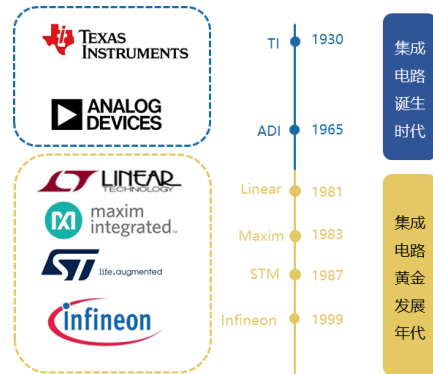 TEXAS
INSTRUMENTS
TI
1930
集成
电路
诞生
时代
ANALOG
DEVICES
ADI
1965
LINEAR
TECHNOLOGY
Linear
1981
maxim
integrated™
Maxim
1983
集成
电路
黄金
发展
年代
ST
life.augmented
STM
1987
infineon
Infineon
1999